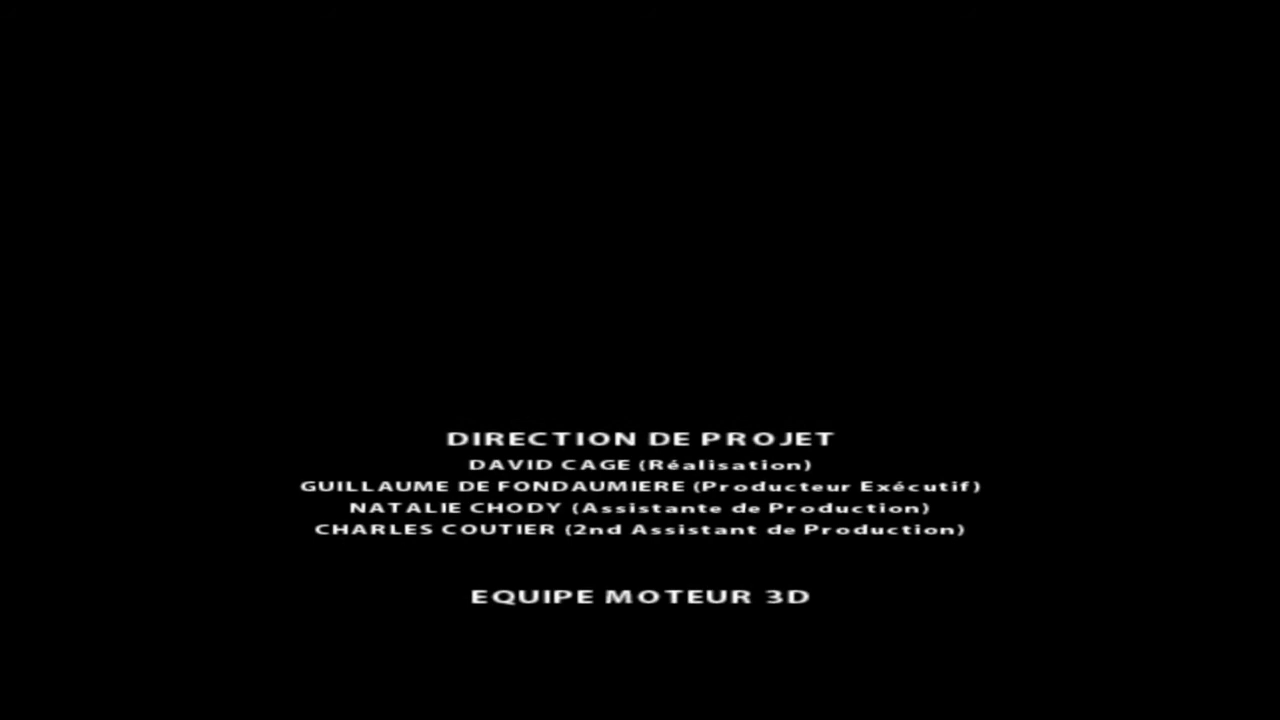 DIRECTION DE PROJET
DAVID CAGE (Réalisation)
GUILLAUME DE FONDAUMIERE (Producteur Exécutif)
NATALIE CHODY (Assistante de Production)
CHARLES COUTIER (2nd Assistant de Production)
EQUIPE MOTEUR 3D